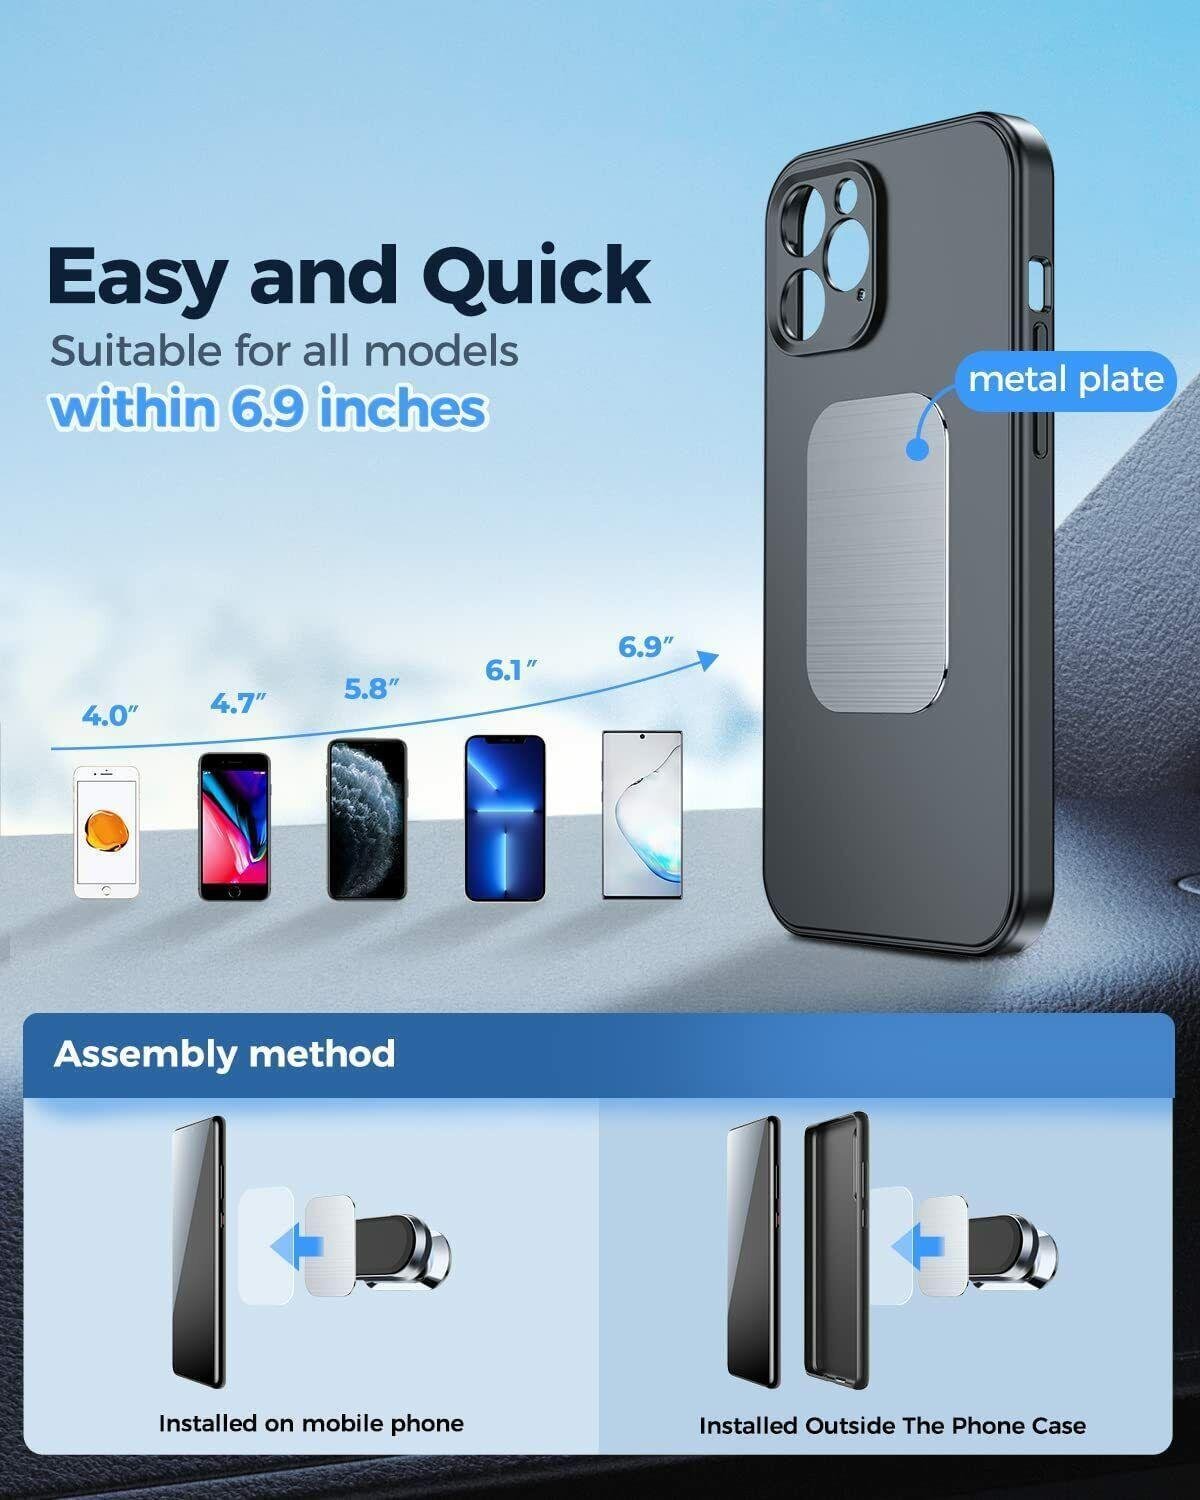 Easy and Quick
Suitable for all models
within 6.9 inches
metal plate
4.0"
4.7"
5.8"
6.1"
6.9"
Assembly method
Installed on mobile phone
Installed Outside The Phone Case